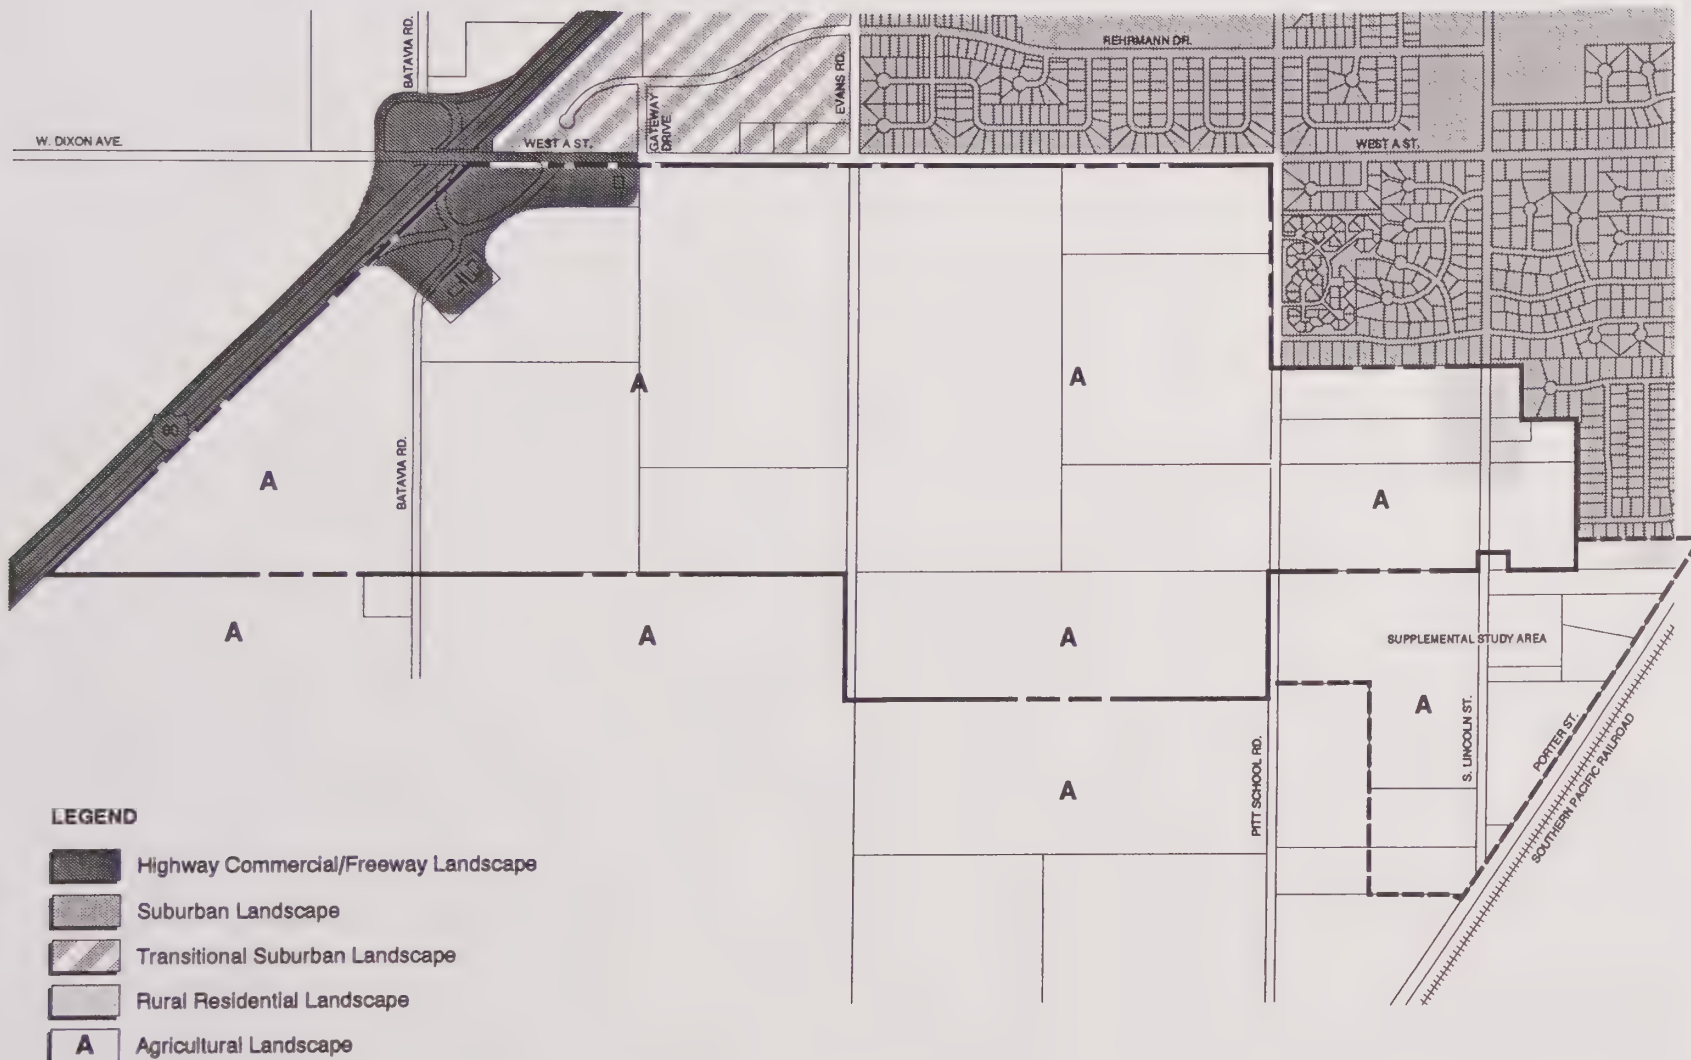 BATAVIA RD.
REHRMANN DR.
EVANS RD.
GATEWAY
DRIVE
W. DIXON AVE.
WEST A ST.
WEST A ST.
A
A
80
BATAVIA RD.
A
A
A
A
A
SUPPLEMENTAL STUDY AREA
A
S. LINCOLN ST.
PORTER ST.
SOUTHERN PACIFIC RAILROAD
PITT SCHOOL RD.
A
LEGEND
Highway Commercial/Freeway Landscape
Suburban Landscape
Transitional Suburban Landscape
Rural Residential Landscape
A Agricultural Landscape